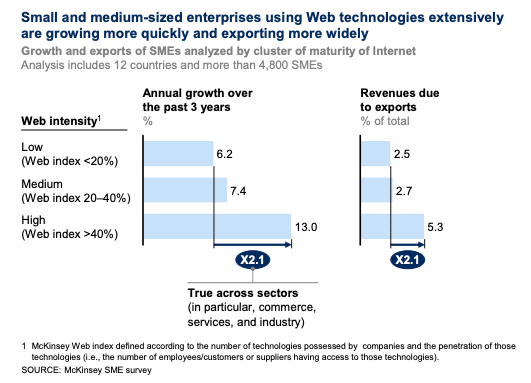 Small and medium-sized enterprises using Web technologies extensively
are growing more quickly and exporting more widely
Growth and exports of SMEs analyzed by cluster of maturity of Internet
Analysis includes 12 countries and more than 4,800 SMEs
Annual growth over
the past 3 years
%
Revenues due
to exports
% of total
Web intensity1
Low
(Web index <20%)
6.2
2.5
Medium
(Web index 20–40%)
7.4
2.7
High
(Web index >40%)
13.0
5.3
X2.1
X2.1
True across sectors
(in particular, commerce,
services, and industry)
1 McKinsey Web index defined according to the number of technologies possessed by companies and the penetration of those
technologies (i.e., the number of employees/customers or suppliers having access to those technologies).
SOURCE: McKinsey SME survey